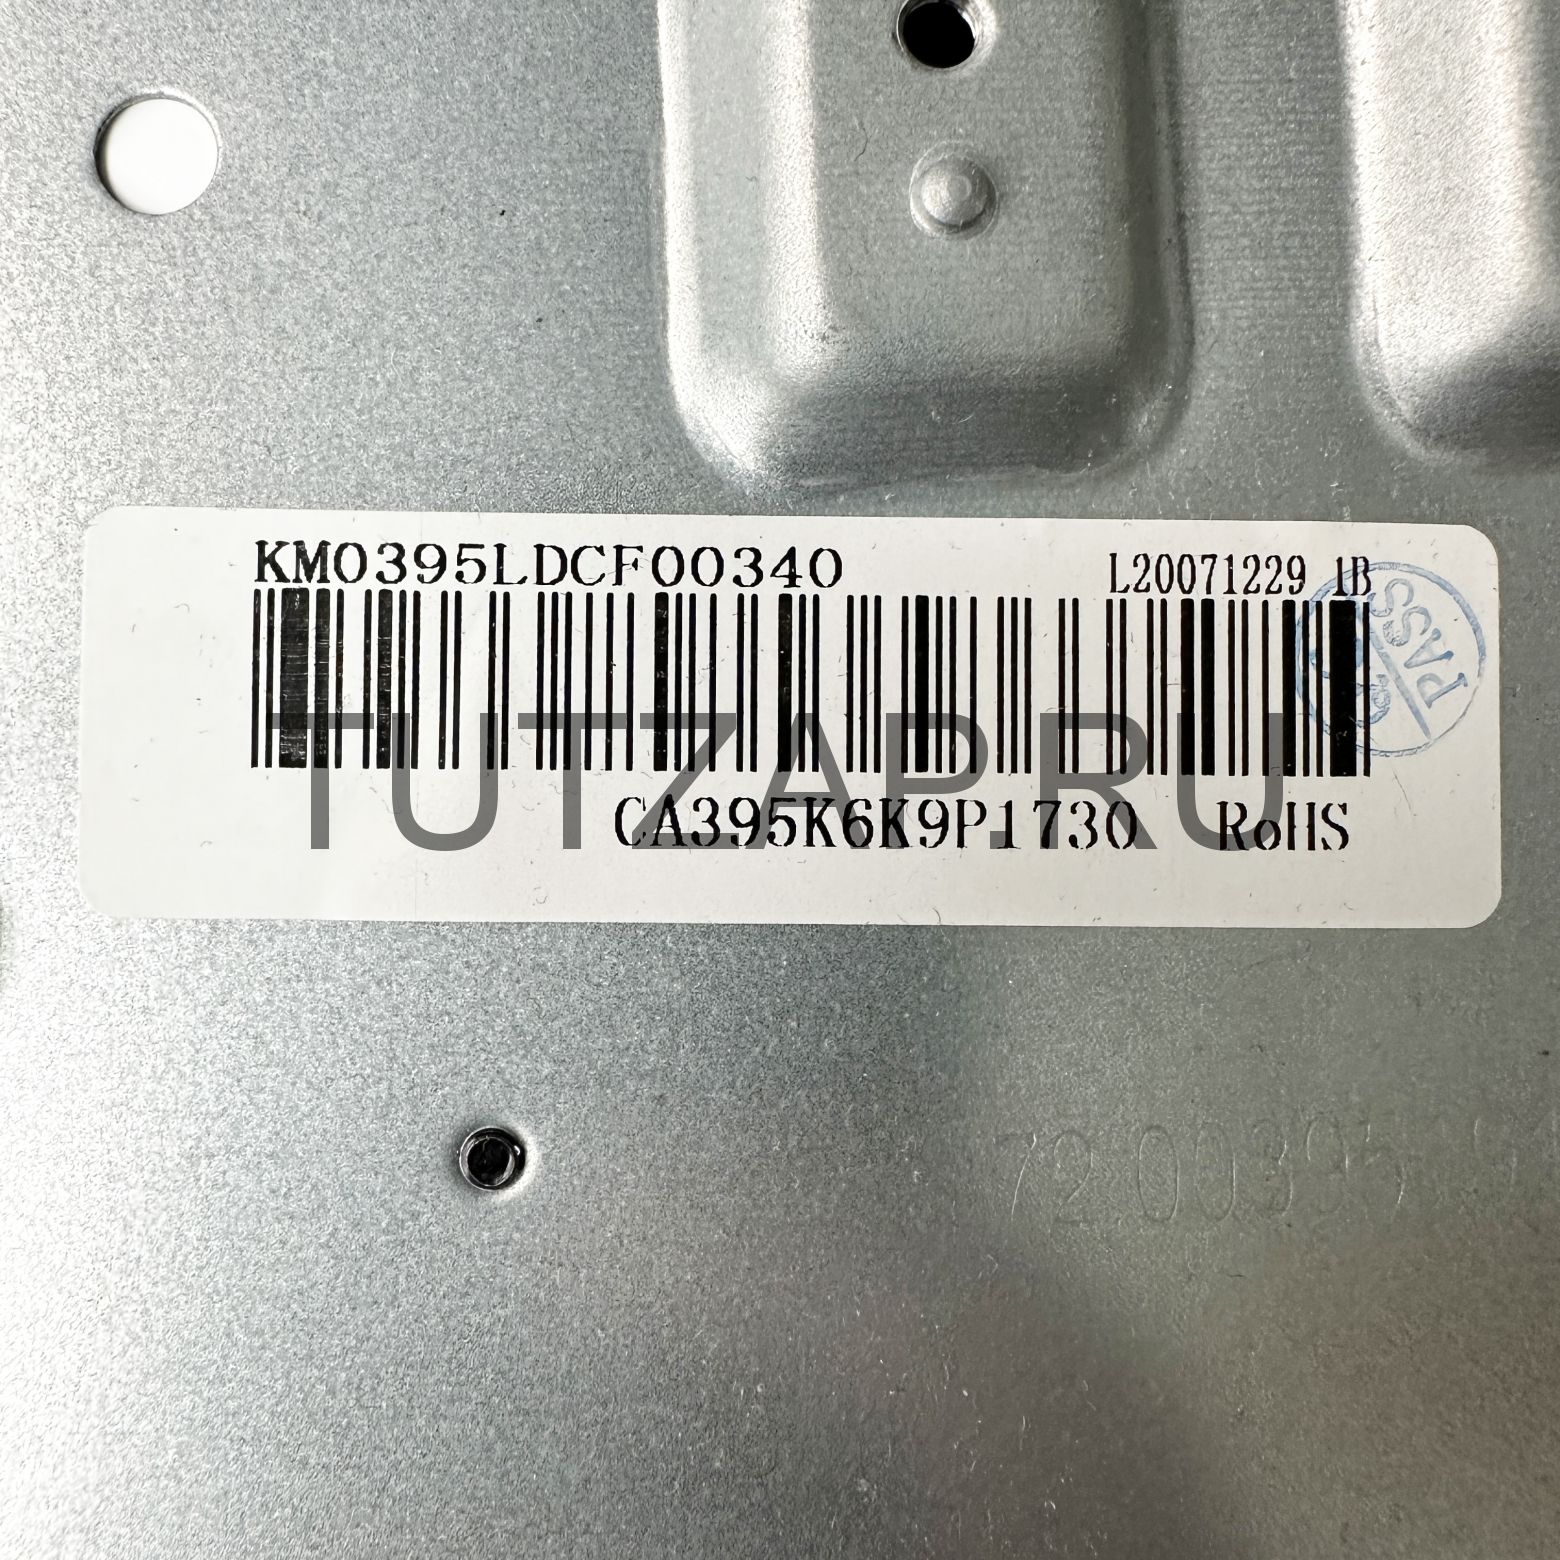 KM0395LDCF00340 L20071229 1B
PASS
CA395K6K9P1730 RoHS
TUTZAP.RU